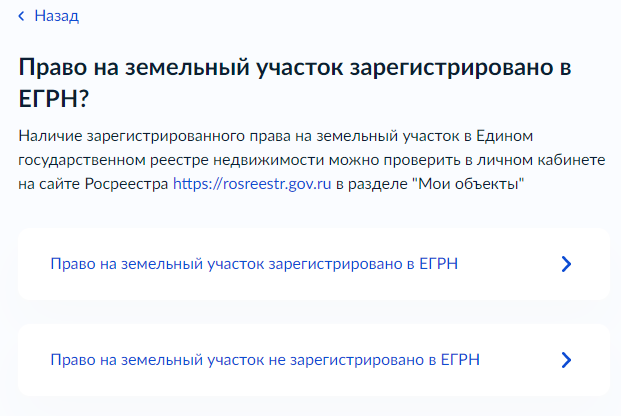 Назад
Право на земельный участок зарегистрировано в
ЕГРН?
Наличие зарегистрированного права на земельный участок в Едином
государственном реестре недвижимости можно проверить в личном кабинете
на сайте Росреестра https://rosreestr.gov.ru в разделе "Мои объекты"
Право на земельный участок зарегистрировано в ЕГРН
Право на земельный участок не зарегистрировано в ЕГРН